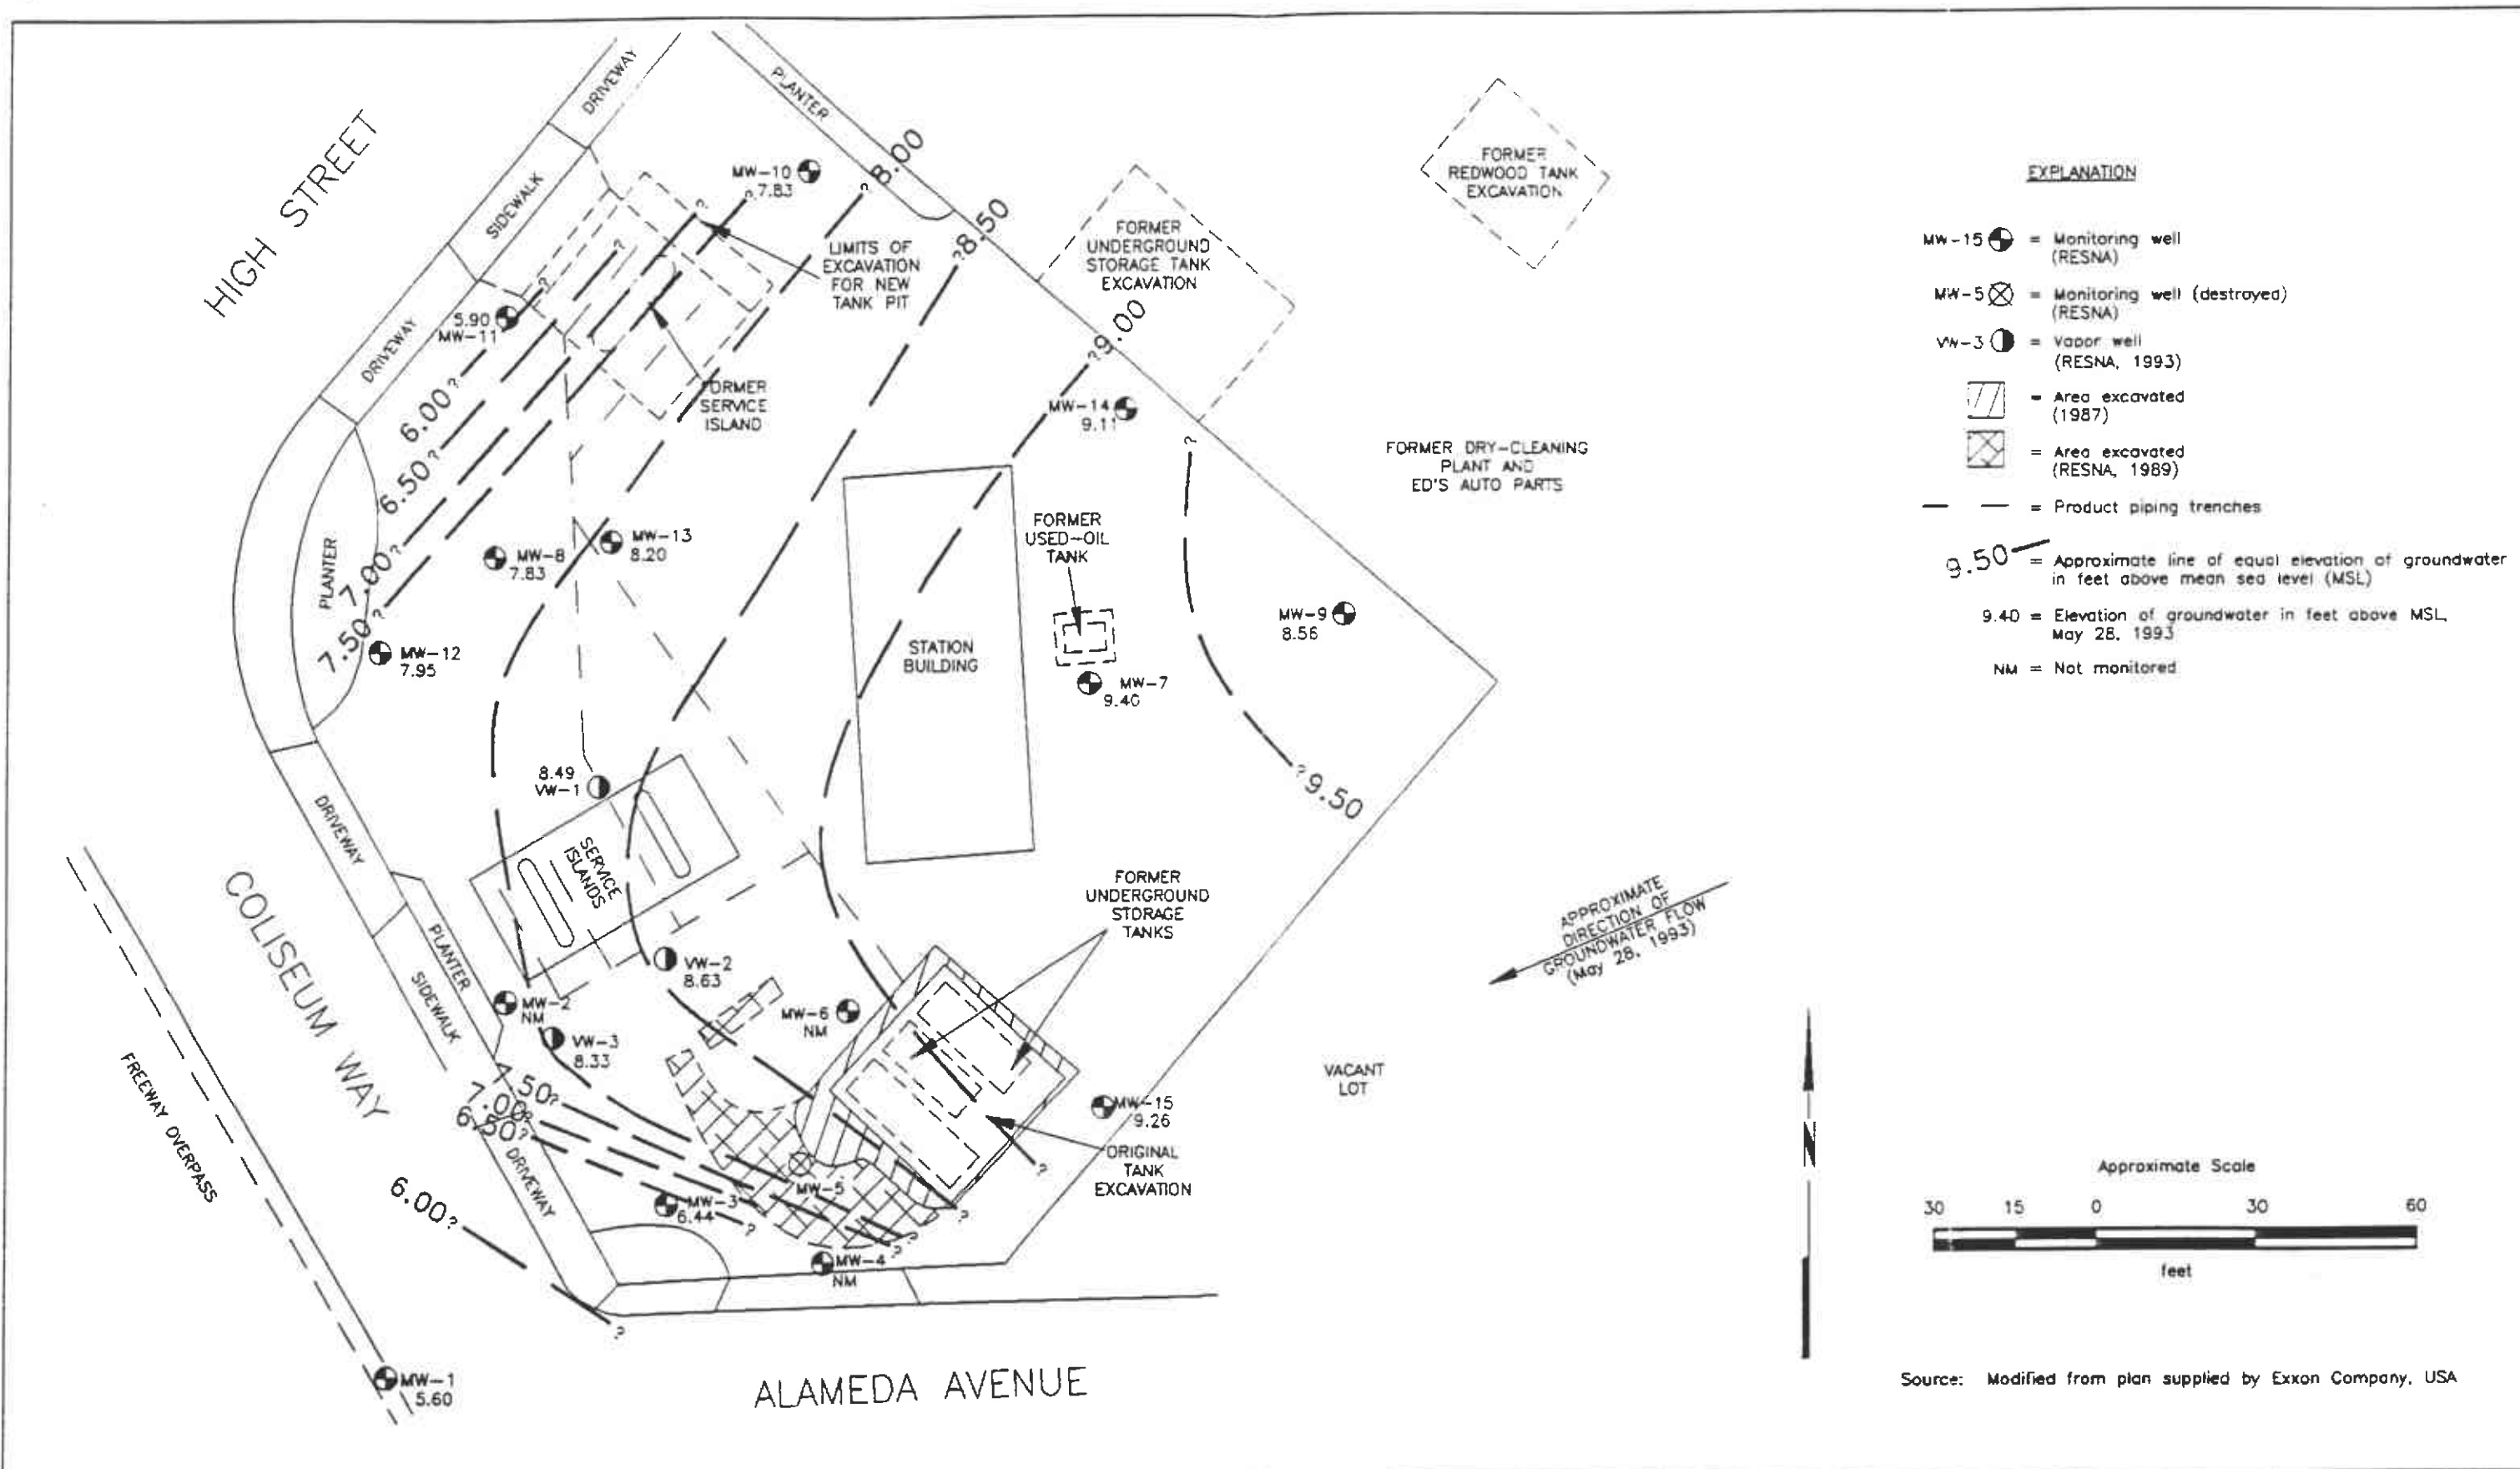 HIGH STREET
DRIVEWAY
SIDEWALK
DRIVEWAY
PLANTER
PLANTER
DRIVEWAY
PLANTER
SIDEWALK
DRIVEWAY
COLISEUM WAY
FREEWAY OVERPASS
ALAMEDA AVENUE
MW-10
?7.83
?
8.00
?8.50
?9.00
?
?
?
?
LIMITS OF
EXCAVATION
FOR NEW
TANK PIT
5.90
MW-11
6.00?
6.50?
7.00?
7.50?
FORMER
SERVICE
ISLAND
FORMER
UNDERGROUND
STORAGE TANK
EXCAVATION
FORMER
REDWOOD TANK
EXCAVATION
MW-14
9.11
?
FORMER DRY-CLEANING
PLANT AND
ED'S AUTO PARTS
MW-8
7.83
MW-13
8.20
MW-12
7.95
FORMER
USED-OIL
TANK
STATION
BUILDING
MW-7
9.40
MW-9
8.56
?9.50
8.49
VW-1
SERVICE
ISLANDS
FORMER
UNDERGROUND
STORAGE
TANKS
VW-2
8.63
MW-2
NM
VW-3
8.33
MW-6
NM
MW-15
9.26
VACANT
LOT
ORIGINAL
TANK
EXCAVATION
?
7.50?
7.00?
6.50?
6.00?
MW-5
MW-3
6.44
?
?
?
?
MW-4
NM
?
MW-1
5.60
APPROXIMATE
DIRECTION OF
GROUNDWATER FLOW
(May 28, 1993)
N
EXPLANATION
MW-15 = Monitoring well
(RESNA)
MW-5 = Monitoring well (destroyed)
(RESNA)
VW-3 = Vapor well
(RESNA, 1993)
= Area excavated
(1987)
= Area excavated
(RESNA, 1989)
= Product piping trenches
9.50 = Approximate line of equal elevation of groundwater
in feet above mean sea level (MSL)
9.40 = Elevation of groundwater in feet above MSL,
May 28, 1993
NM = Not monitored
Approximate Scale
30 15 0 30 60
feet
Source: Modified from plan supplied by Exxon Company, USA